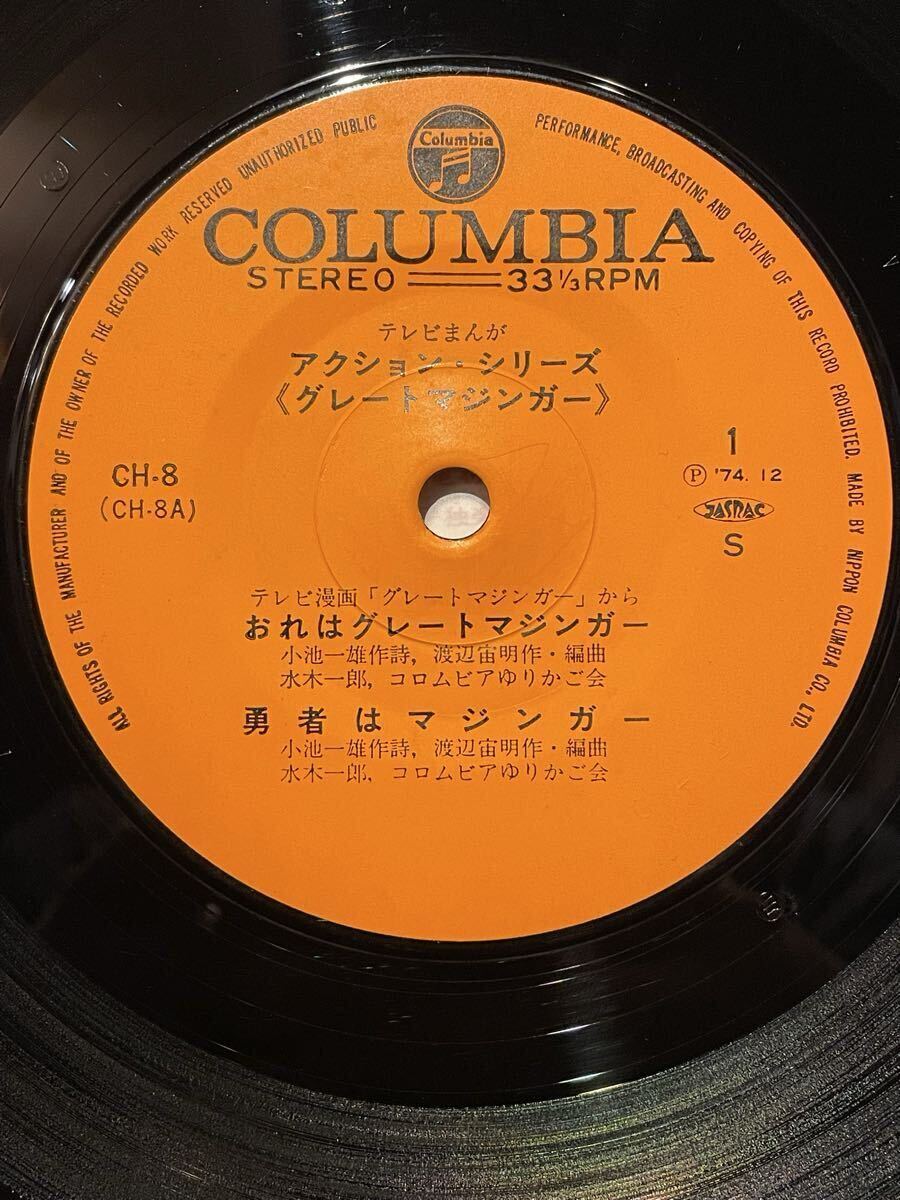 Columbia
COLUMBIA
STEREO 33 1/3 RPM
テレビまんが
アクション・シリーズ
《グレートマジンガー》
CH-8
(CH-8A)
1
Ⓟ '74. 12
JASRAC
S
テレビ漫画「グレートマジンガー」から
おれはグレートマジンガー
小池一雄作詩, 渡辺宙明作・編曲
水木一郎, コロムビアゆりかご会
勇者はマジンガー
小池一雄作詩, 渡辺宙明作・編曲
水木一郎, コロムビアゆりかご会
ALL RIGHTS OF THE MANUFACTURER AND OF THE OWNER OF THE RECORDED WORK RESERVED UNAUTHORIZED PUBLIC PERFORMANCE, BROADCASTING AND COPYING OF THIS RECORD PROHIBITED. MADE BY NIPPON COLUMBIA CO., LTD.